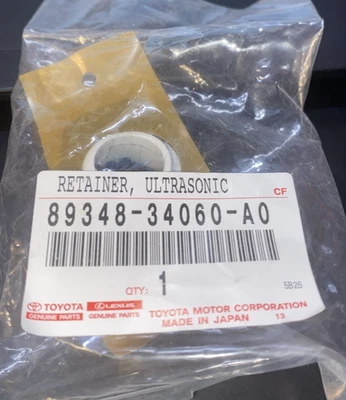 RETAINER, ULTRASONIC
CF
89348-34060-A0
QTY: 1
5B26
TOYOTA LEXUS
GENUINE PARTS GENUINE PARTS
TOYOTA MOTOR CORPORATION
MADE IN JAPAN 13